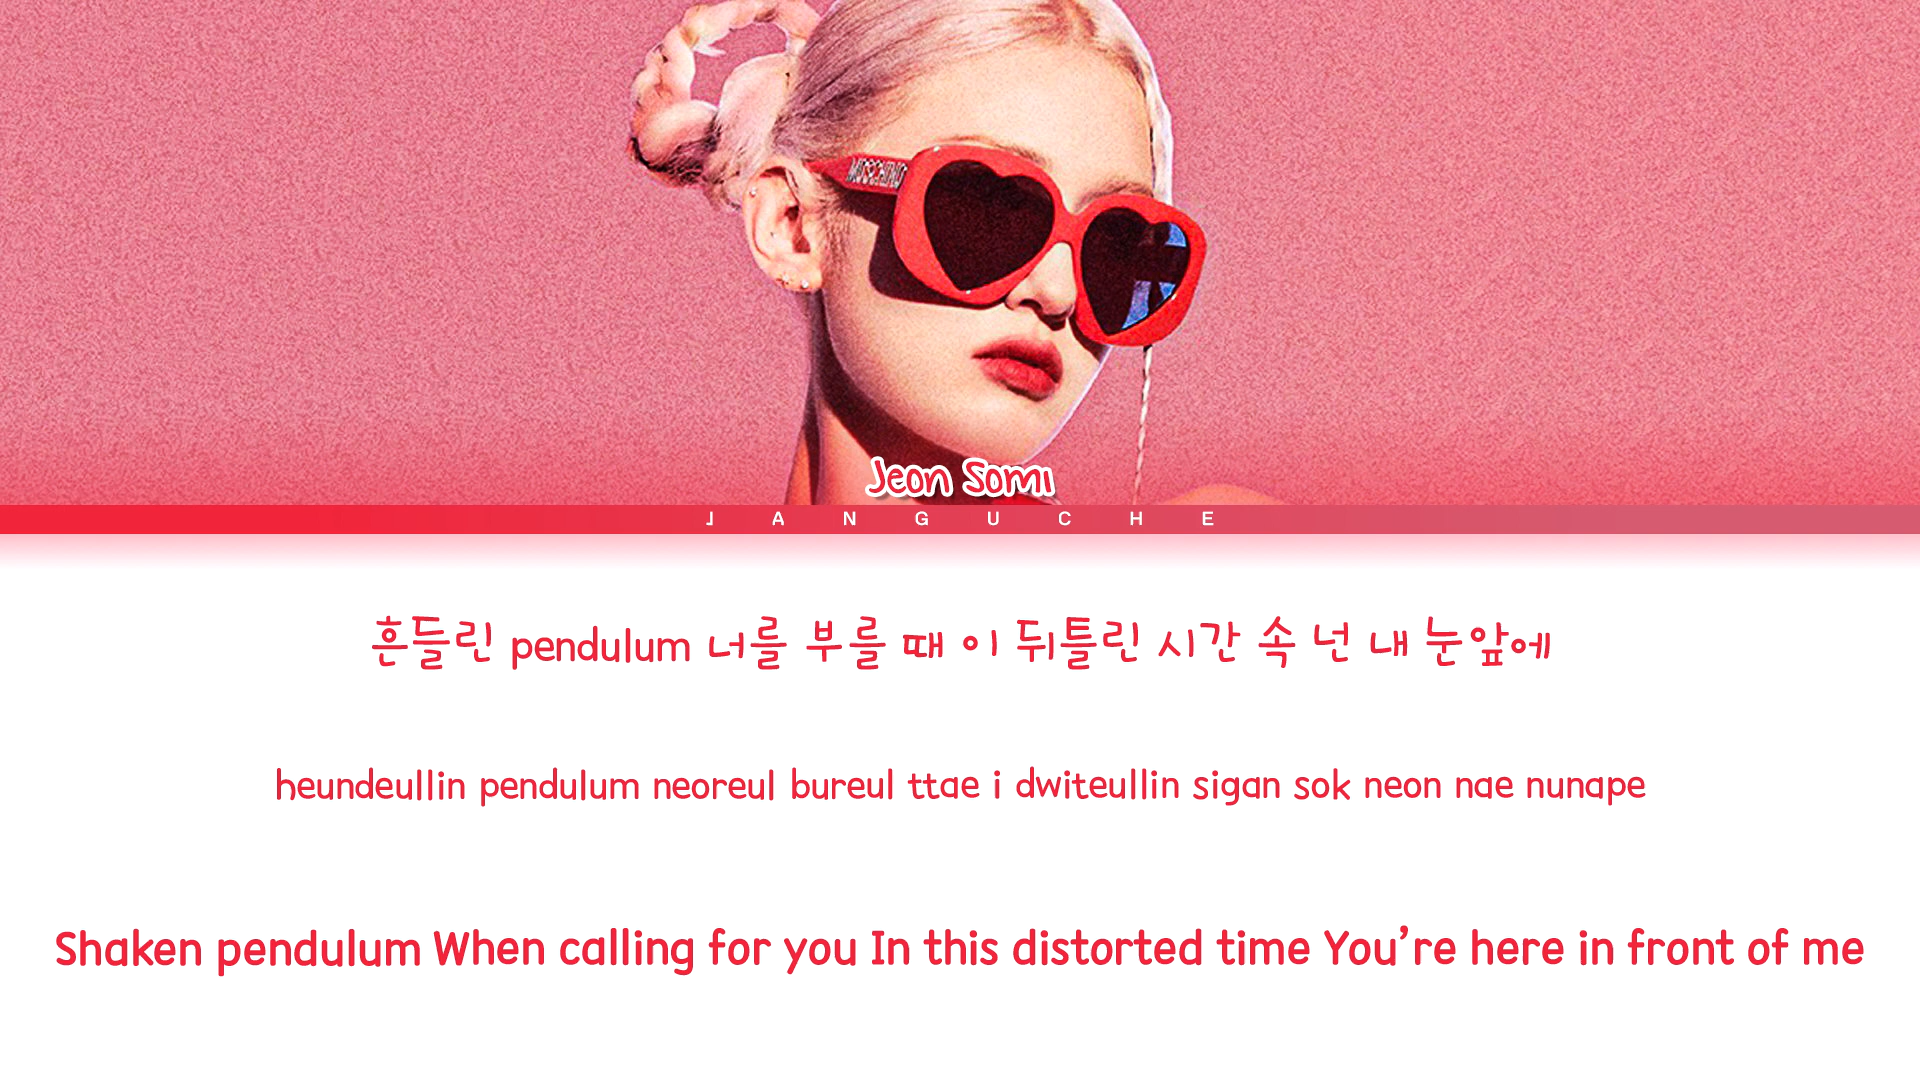 MOSCHINO
Jeon Somi
JANGUCHE
흔들린 pendulum 너를 부를 때 이 뒤틀린 시간 속 넌 내 눈앞에
heundeullin pendulum neoreul bureul ttae i dwiteullin sigan sok neon nae nunape
Shaken pendulum When calling for you In this distorted time You’re here in front of me